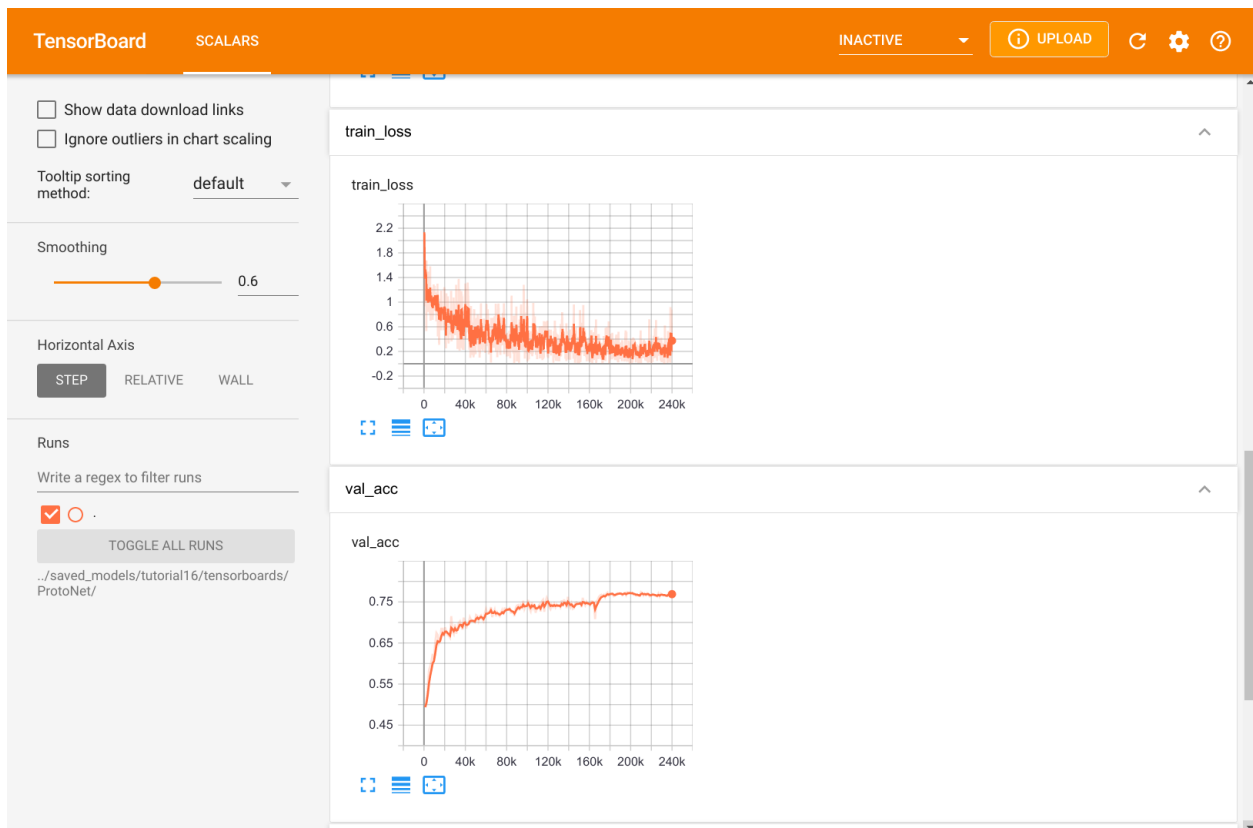 TensorBoard
SCALARS
INACTIVE
UPLOAD
Show data download links
Ignore outliers in chart scaling
Tooltip sorting
method:
default
Smoothing
0.6
Horizontal Axis
STEP
RELATIVE
WALL
Runs
Write a regex to filter runs
.
TOGGLE ALL RUNS
../saved_models/tutorial16/tensorboards/
ProtoNet/
train_loss
train_loss
2.2
1.8
1.4
1
0.6
0.2
-0.2
0 40k 80k 120k 160k 200k 240k
val_acc
val_acc
0.75
0.65
0.55
0.45
0 40k 80k 120k 160k 200k 240k